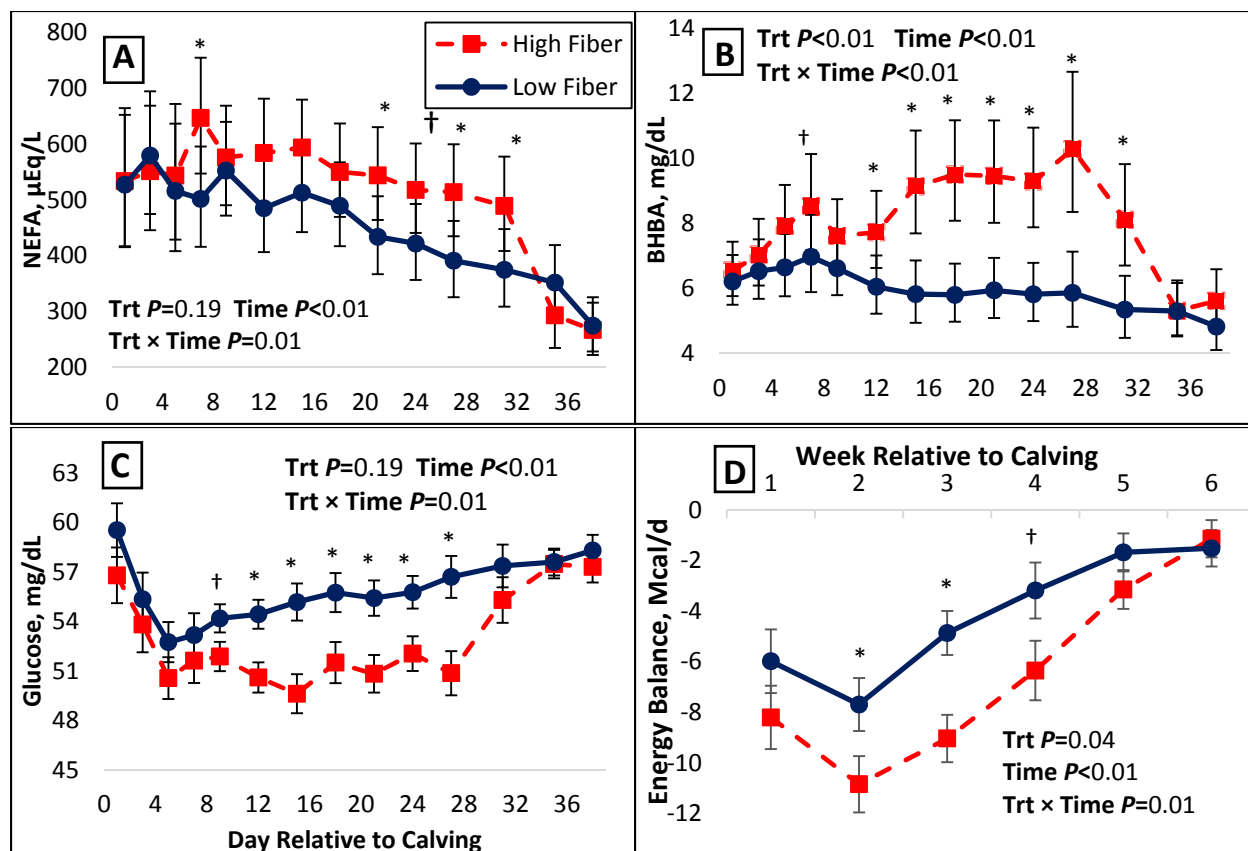 A
NEFA, µEq/L
800
700
600
500
400
300
200
*
*
†
*
*
High Fiber
Low Fiber
Trt P=0.19 Time P<0.01
Trt × Time P=0.01
0 4 8 12 16 20 24 28 32 36
B
BHBA, mg/dL
14
12
10
8
6
4
Trt P<0.01 Time P<0.01
Trt × Time P<0.01
†
*
*
*
*
*
*
*
0 4 8 12 16 20 24 28 32 36
C
Glucose, mg/dL
63
60
57
54
51
48
45
Trt P=0.19 Time P<0.01
Trt × Time P=0.01
†
*
*
*
*
*
*
0 4 8 12 16 20 24 28 32 36
Day Relative to Calving
D
Week Relative to Calving
1 2 3 4 5 6
Energy Balance, Mcal/d
0
-2
-4
-6
-8
-10
-12
*
*
†
Trt P=0.04
Time P<0.01
Trt × Time P=0.01